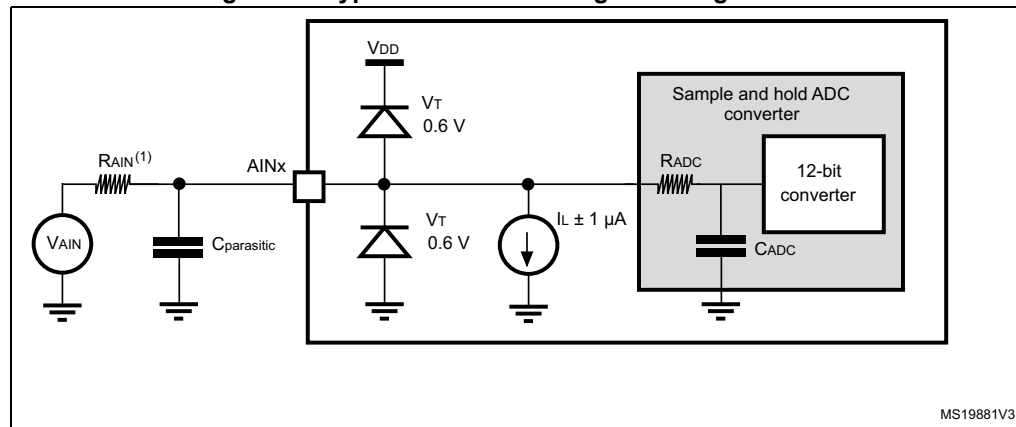 VDD
VT
0.6 V
Sample and hold ADC
converter
RAIN(1)
AINx
RADC
12-bit
converter
VT
0.6 V
IL ± 1 µA
VAIN
Cparasitic
CADC
MS19881V3